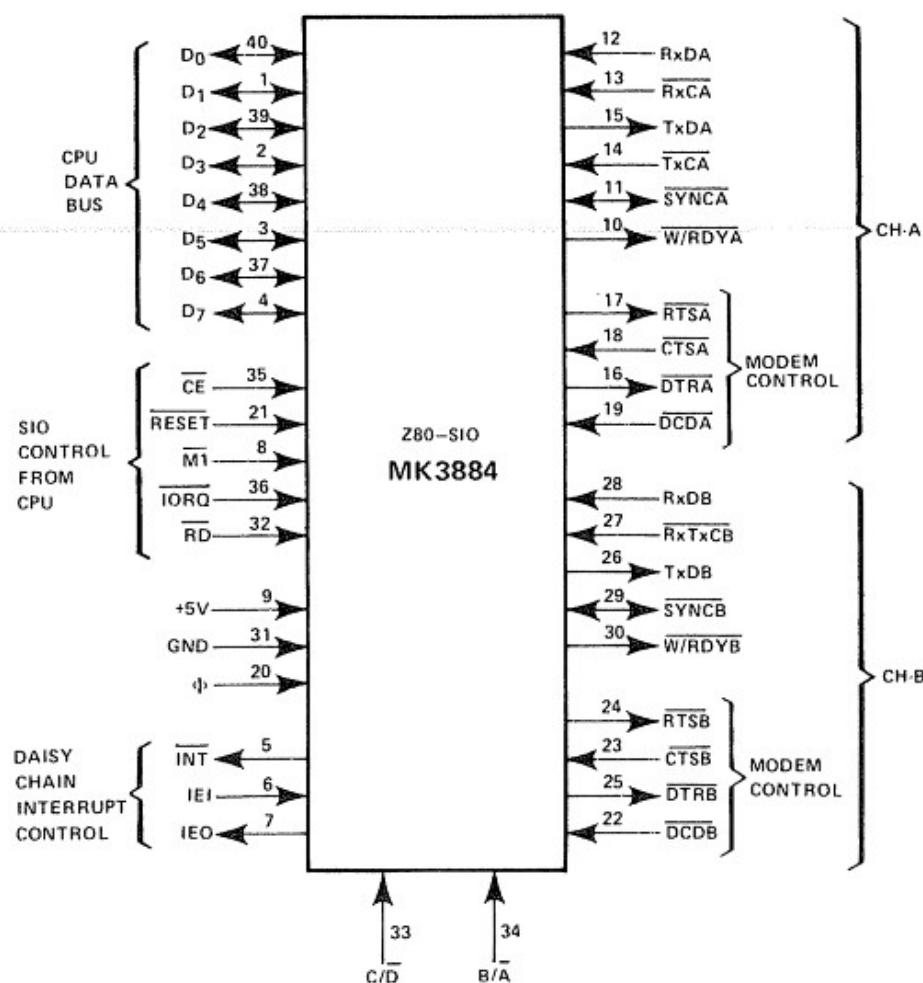 40
D0
1
D1
39
D2
2
D3
38
D4
3
D5
37
D6
4
D7
CPU
DATA
BUS
35
CE
21
RESET
8
M1
36
IORQ
32
RD
SIO
CONTROL
FROM
CPU
9
+5V
31
GND
20
Φ
5
INT
6
IEI
7
IEO
DAISY
CHAIN
INTERRUPT
CONTROL
Z80–SIO
MK3884
12
RxDA
13
RxCA
15
TxDA
14
TxCA
11
SYNCA
10
W/RDYA
17
RTSA
18
CTSA
16
DTRA
19
DCDA
MODEM
CONTROL
CH-A
28
RxDB
27
RxTxCB
26
TxDB
29
SYNCB
30
W/RDYB
24
RTSB
23
CTSB
25
DTRB
22
DCDB
MODEM
CONTROL
CH-B
33
C/D
34
B/A